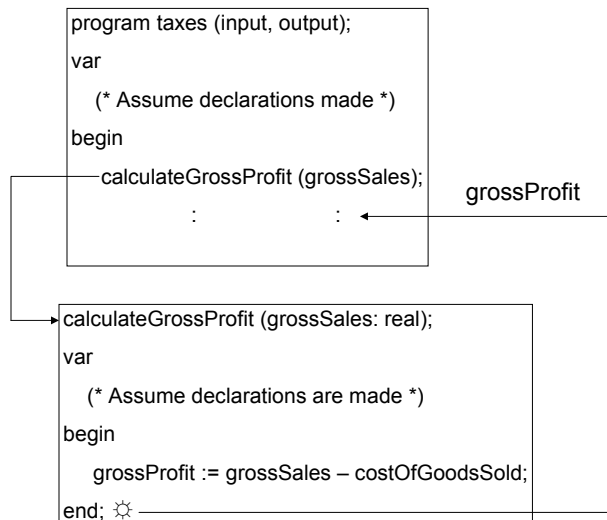 program taxes (input, output);
var
(* Assume declarations made *)
begin
calculateGrossProfit (grossSales);
: :
grossProfit
calculateGrossProfit (grossSales: real);
var
(* Assume declarations are made *)
begin
grossProfit := grossSales – costOfGoodsSold;
end;